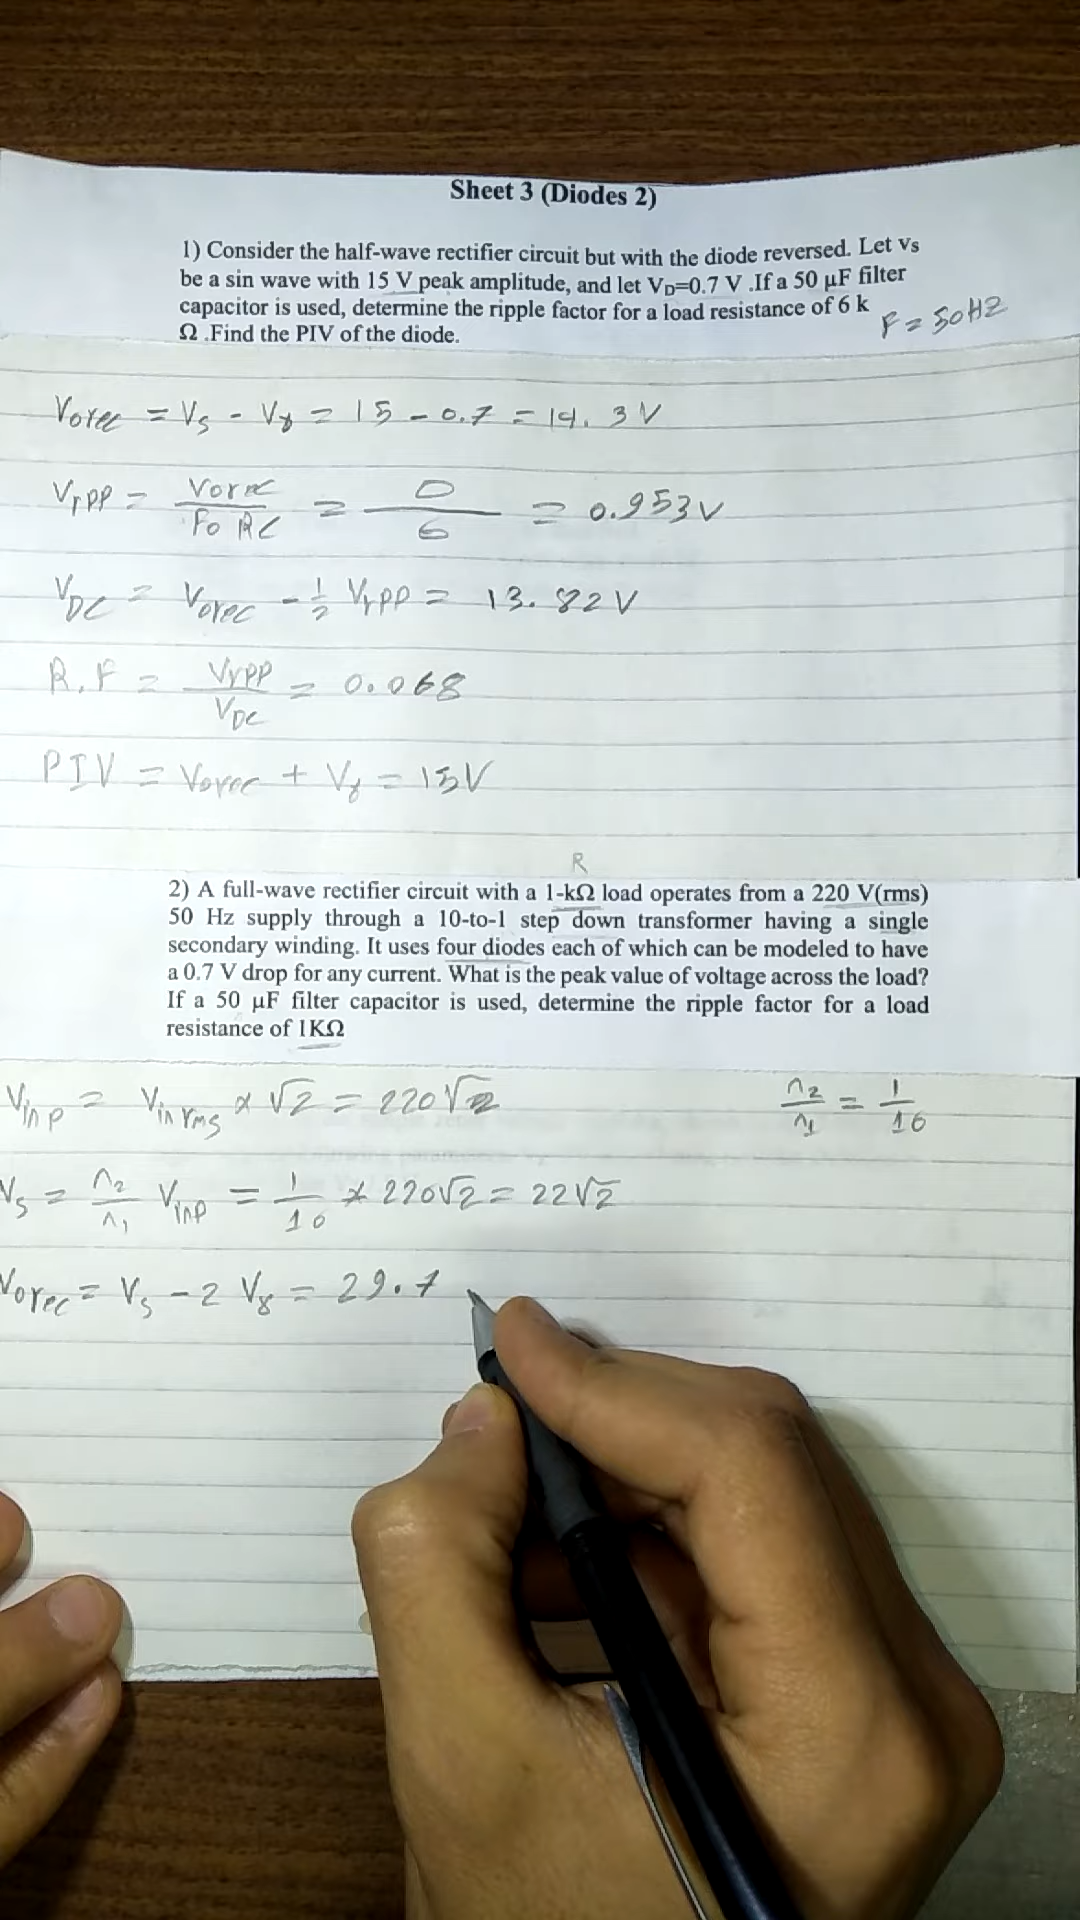 Sheet 3 (Diodes 2)
1) Consider the half-wave rectifier circuit but with the diode reversed. Let vs
be a sin wave with 15 V peak amplitude, and let VD=0.7 V .If a 50 µF filter
capacitor is used, determine the ripple factor for a load resistance of 6 k
Ω .Find the PIV of the diode.
F = 50HZ
Vorec = Vs - Vγ = 15 - 0.7 = 14.3V
VrPP = Vorec / Fo RC = 0 / 6 = 0.953V
VDC = Vorec - 1/2 VrPP = 13.82V
R.F = VrPP / VDC = 0.068
PIV = Vorec + Vγ = 15V
R
2) A full-wave rectifier circuit with a 1-kΩ load operates from a 220 V(rms)
50 Hz supply through a 10-to-1 step down transformer having a single
secondary winding. It uses four diodes each of which can be modeled to have
a 0.7 V drop for any current. What is the peak value of voltage across the load?
If a 50 µF filter capacitor is used, determine the ripple factor for a load
resistance of 1KΩ
VinP = Vin rms * √2 = 220√2
n2 / n1 = 1 / 10
Vs = n2 / n1 VinP = 1 / 10 * 220√2 = 22√2
Vorec = Vs - 2 Vγ = 29.7